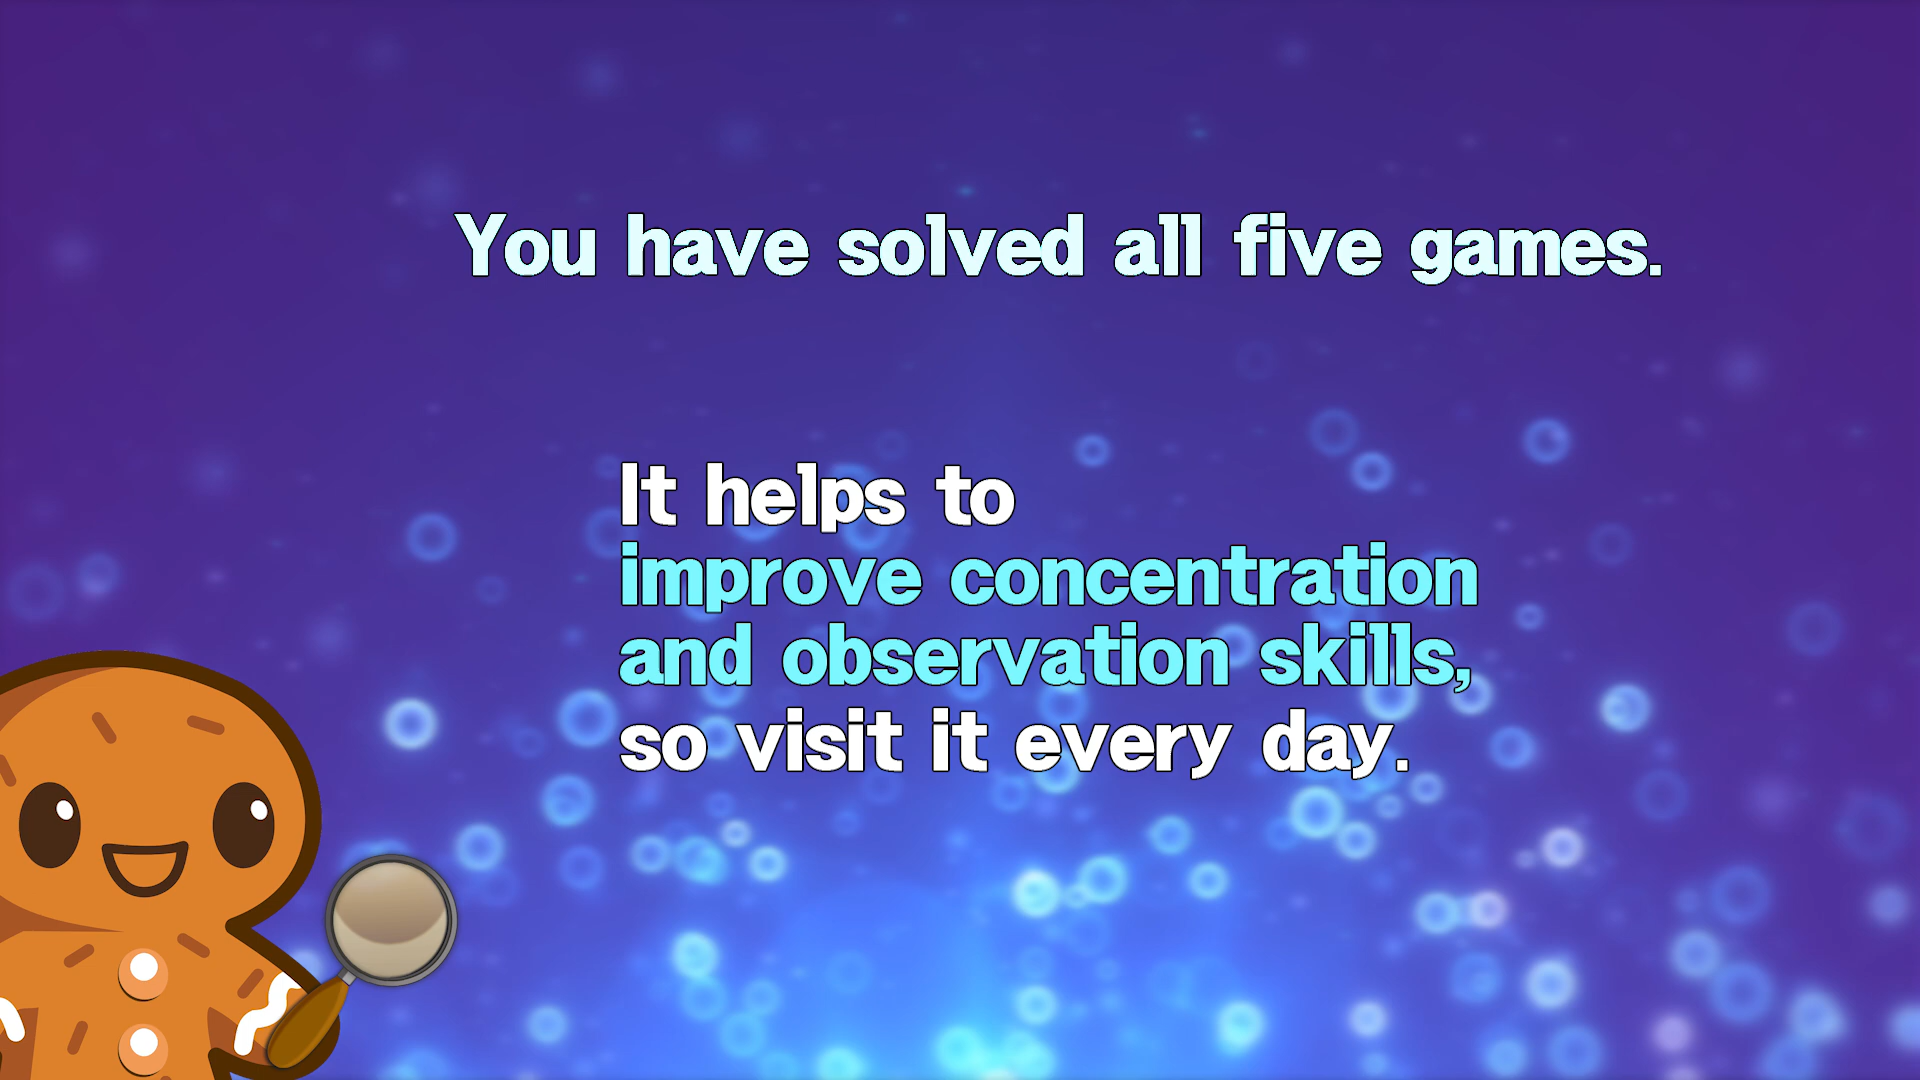 You have solved all five games.
It helps to
improve concentration
and observation skills,
so visit it every day.